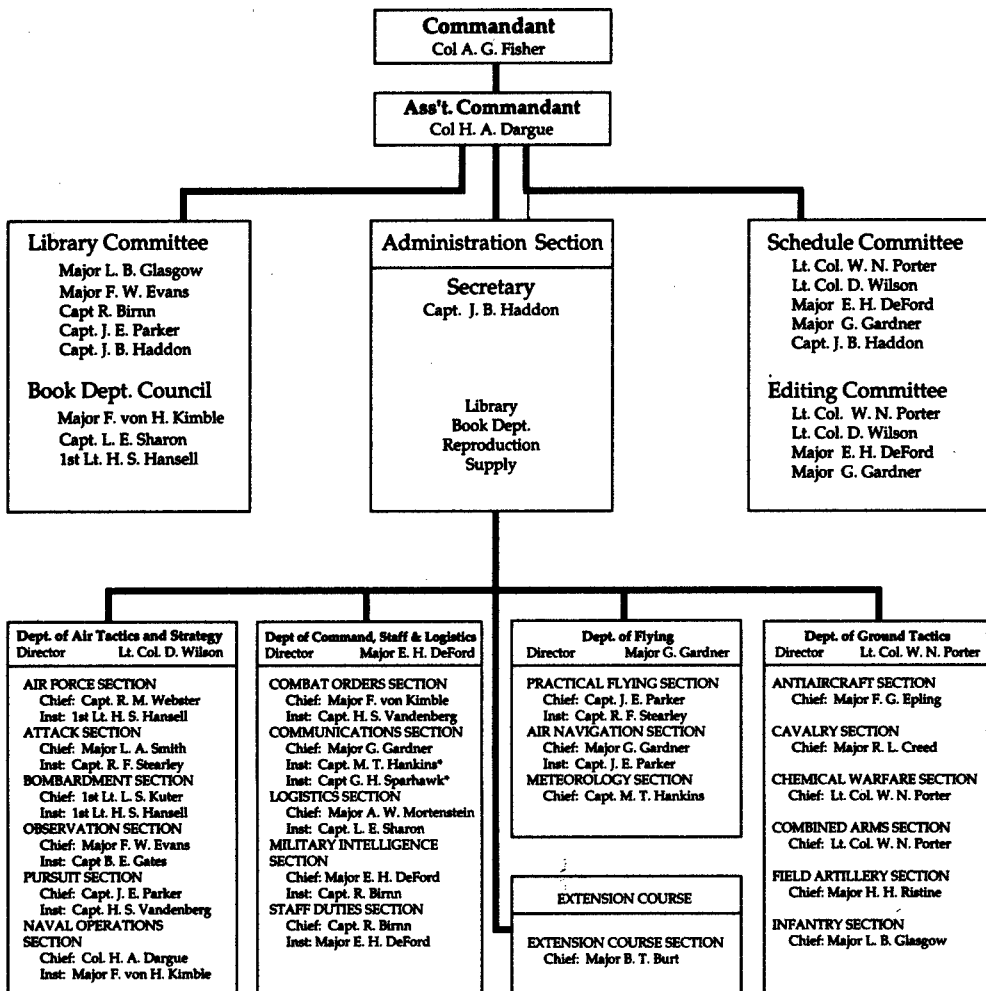 Commandant
Col A. G. Fisher
Ass't. Commandant
Col H. A. Dargue
Library Committee
Major L. B. Glasgow
Major F. W. Evans
Capt R. Birnn
Capt. J. E. Parker
Capt. J. B. Haddon
Book Dept. Council
Major F. von H. Kimble
Capt. L. E. Sharon
1st Lt. H. S. Hansell
Administration Section
Secretary
Capt. J. B. Haddon
Library
Book Dept.
Reproduction
Supply
Schedule Committee
Lt. Col. W. N. Porter
Lt. Col. D. Wilson
Major E. H. DeFord
Major G. Gardner
Capt. J. B. Haddon
Editing Committee
Lt. Col. W. N. Porter
Lt. Col. D. Wilson
Major E. H. DeFord
Major G. Gardner
Dept. of Air Tactics and Strategy
Director Lt. Col. D. Wilson
AIR FORCE SECTION
Chief: Capt. R. M. Webster
Inst: 1st Lt. H. S. Hansell
ATTACK SECTION
Chief: Major L. A. Smith
Inst: Capt. R. F. Stearley
BOMBARDMENT SECTION
Chief: 1st Lt. L. S. Kuter
Inst: 1st Lt. H. S. Hansell
OBSERVATION SECTION
Chief: Major F. W. Evans
Inst: Capt B. E. Gates
PURSUIT SECTION
Chief: Capt. J. E. Parker
Inst: Capt. H. S. Vandenberg
NAVAL OPERATIONS
SECTION
Chief: Col. H. A. Dargue
Inst: Major F. von H. Kimble
Dept of Command, Staff & Logistics
Director Major E. H. DeFord
COMBAT ORDERS SECTION
Chief: Major F. von Kimble
Inst: Capt. H. S. Vandenberg
COMMUNICATIONS SECTION
Chief: Major G. Gardner
Inst: Capt. M. T. Hankins*
Inst: Capt G. H. Sparhawk*
LOGISTICS SECTION
Chief: Major A. W. Mortenstein
Inst: Capt. L. E. Sharon
MILITARY INTELLIGENCE
SECTION
Chief: Major E. H. DeFord
Inst: Capt. R. Birnn
STAFF DUTIES SECTION
Chief: Capt. R. Birnn
Inst: Major E. H. DeFord
Dept. of Flying
Director Major G. Gardner
PRACTICAL FLYING SECTION
Chief: Capt. J. E. Parker
Inst: Capt. R. F. Stearley
AIR NAVIGATION SECTION
Chief: Major G. Gardner
Inst: Capt. J. E. Parker
METEOROLOGY SECTION
Chief: Capt. M. T. Hankins
EXTENSION COURSE
EXTENSION COURSE SECTION
Chief: Major B. T. Burt
Dept. of Ground Tactics
Director Lt. Col. W. N. Porter
ANTIAIRCRAFT SECTION
Chief: Major F. G. Epling
CAVALRY SECTION
Chief: Major R. L. Creed
CHEMICAL WARFARE SECTION
Chief: Lt. Col. W. N. Porter
COMBINED ARMS SECTION
Chief: Lt. Col. W. N. Porter
FIELD ARTILLERY SECTION
Chief: Major H. H. Ristine
INFANTRY SECTION
Chief: Major L. B. Glasgow